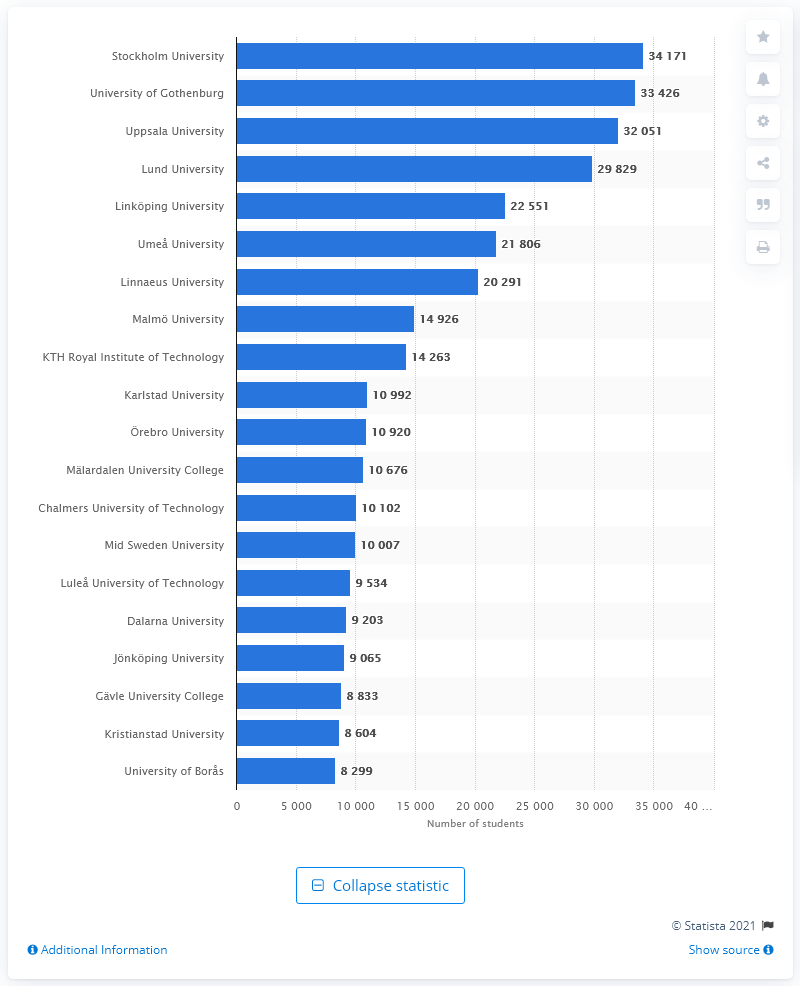 Stockholm University 34 171
University of Gothenburg 33 426
Uppsala University 32 051
Lund University 29 829
Linköping University 22 551
Umeå University 21 806
Linnaeus University 20 291
Malmö University 14 926
KTH Royal Institute of Technology 14 263
Karlstad University 10 992
Örebro University 10 920
Mälardalen University College 10 676
Chalmers University of Technology 10 102
Mid Sweden University 10 007
Luleå University of Technology 9 534
Dalarna University 9 203
Jönköping University 9 065
Gävle University College 8 833
Kristianstad University 8 604
University of Borås 8 299
0 5 000 10 000 15 000 20 000 25 000 30 000 35 000 40 ...
Number of students
Collapse statistic
© Statista 2021
Additional Information Show source